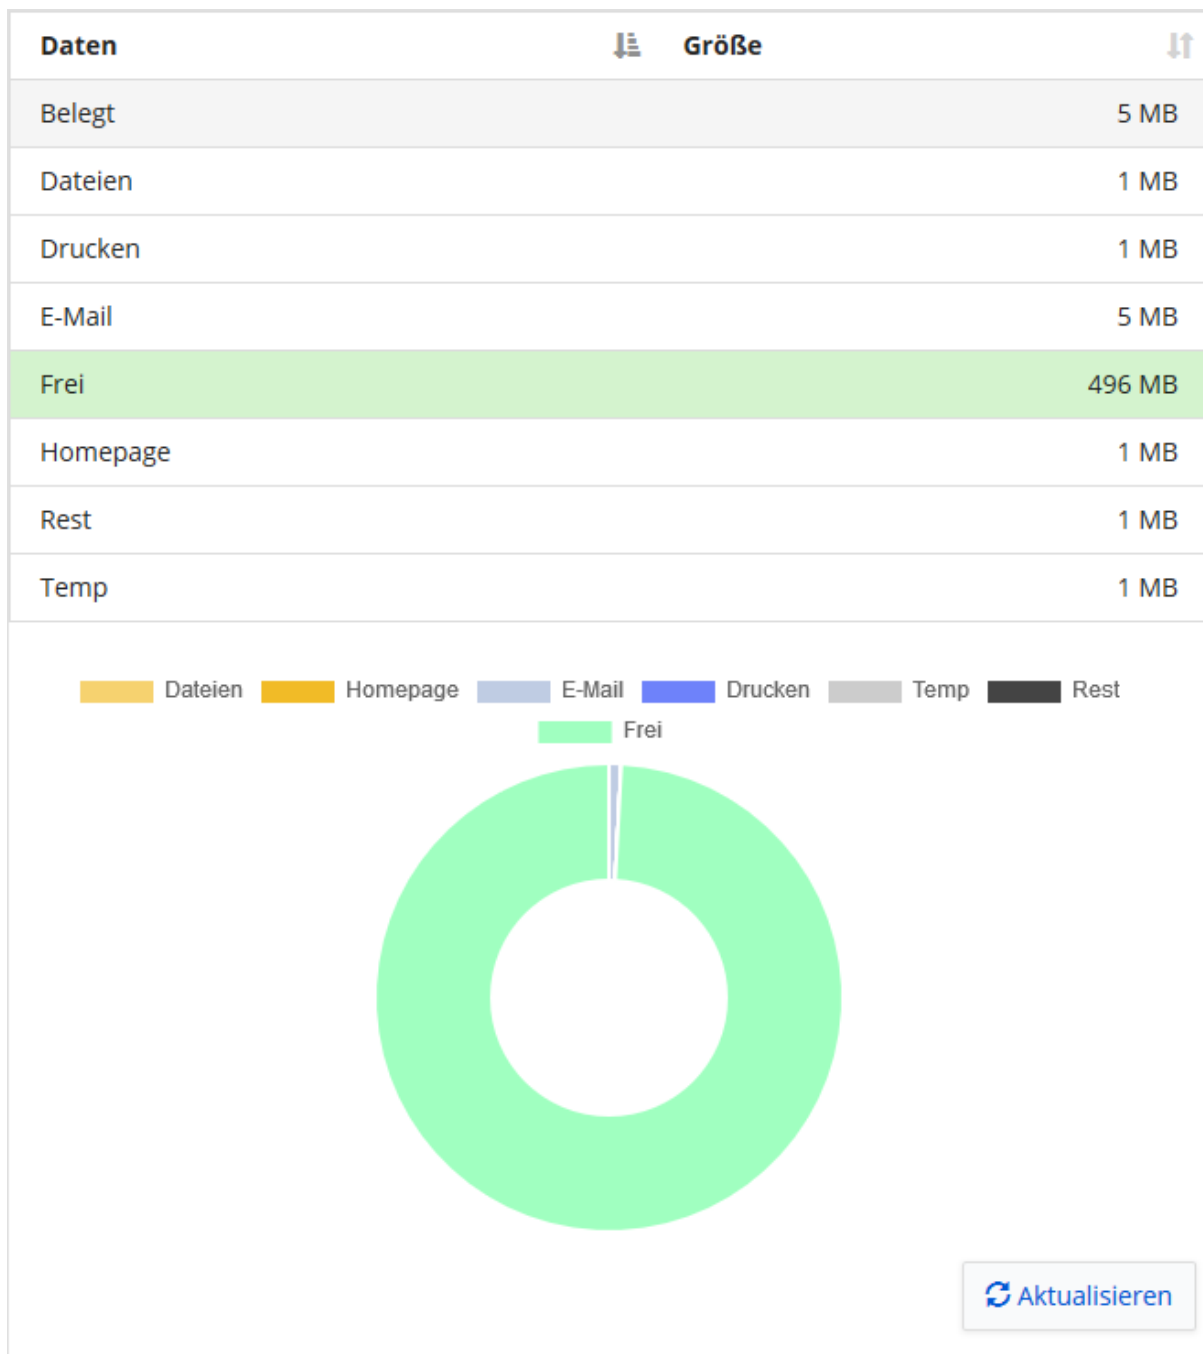 Daten Größe
Belegt 5 MB
Dateien 1 MB
Drucken 1 MB
E-Mail 5 MB
Frei 496 MB
Homepage 1 MB
Rest 1 MB
Temp 1 MB
Dateien Homepage E-Mail Drucken Temp Rest
Frei
Aktualisieren